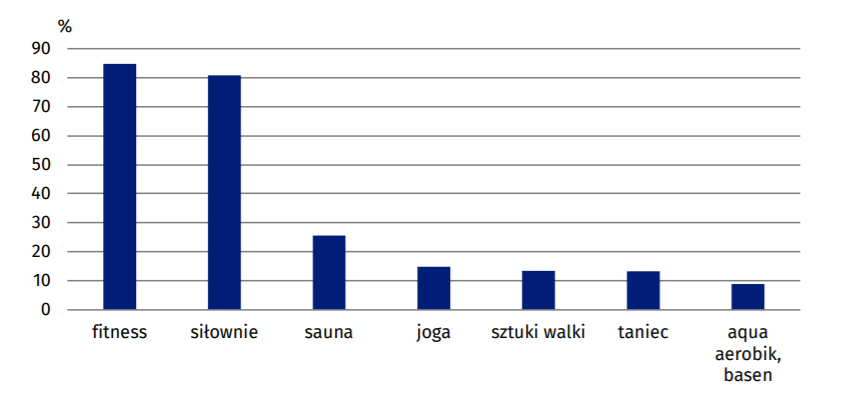 %
90
80
70
60
50
40
30
20
10
0
fitness
siłownie
sauna
joga
sztuki walki
taniec
aqua
aerobik,
basen